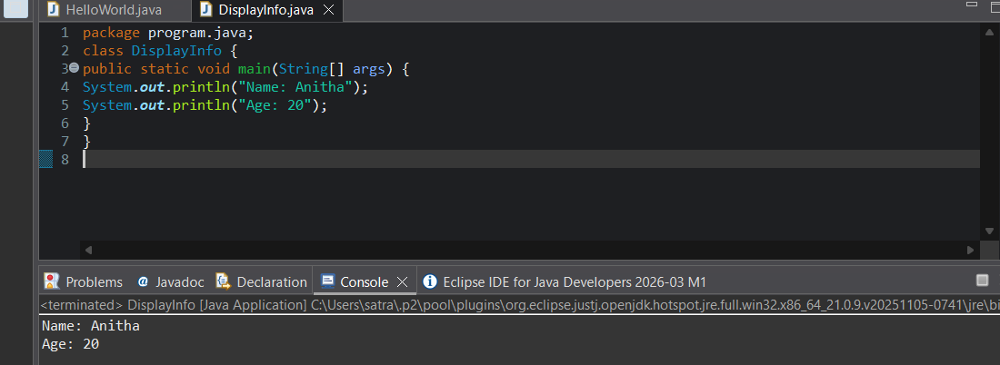 HelloWorld.java DisplayInfo.java
1 package program.java;
2 class DisplayInfo {
3 public static void main(String[] args) {
4 System.out.println("Name: Anitha");
5 System.out.println("Age: 20");
6 }
7 }
8
Problems @ Javadoc Declaration Console Eclipse IDE for Java Developers 2026-03 M1
<terminated> DisplayInfo [Java Application] C:\Users\satra\.p2\pool\plugins\org.eclipse.justj.openjdk.hotspot.jre.full.win32.x86_64_21.0.9.v20251105-0741\jre\bi
Name: Anitha
Age: 20